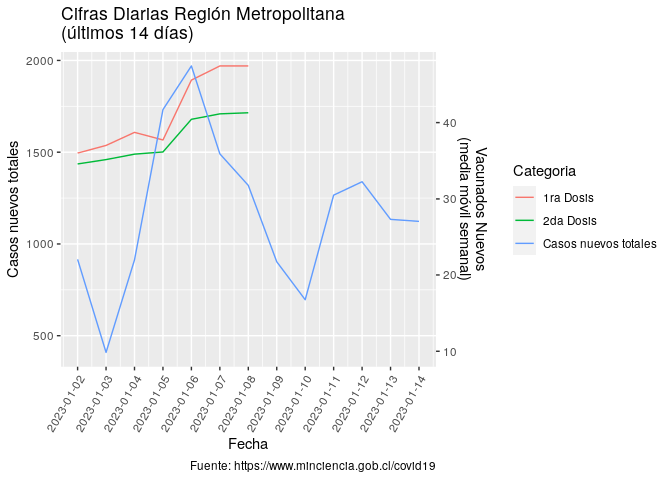 Cifras Diarias Región Metropolitana
(últimos 14 días)
Casos nuevos totales
2000
1500
1000
500
40
30
20
10
Vacunados Nuevos
(media móvil semanal)
2023-01-02
2023-01-03
2023-01-04
2023-01-05
2023-01-06
2023-01-07
2023-01-08
2023-01-09
2023-01-10
2023-01-11
2023-01-12
2023-01-13
2023-01-14
Fecha
Categoria
1ra Dosis
2da Dosis
Casos nuevos totales
Fuente: https://www.minciencia.gob.cl/covid19